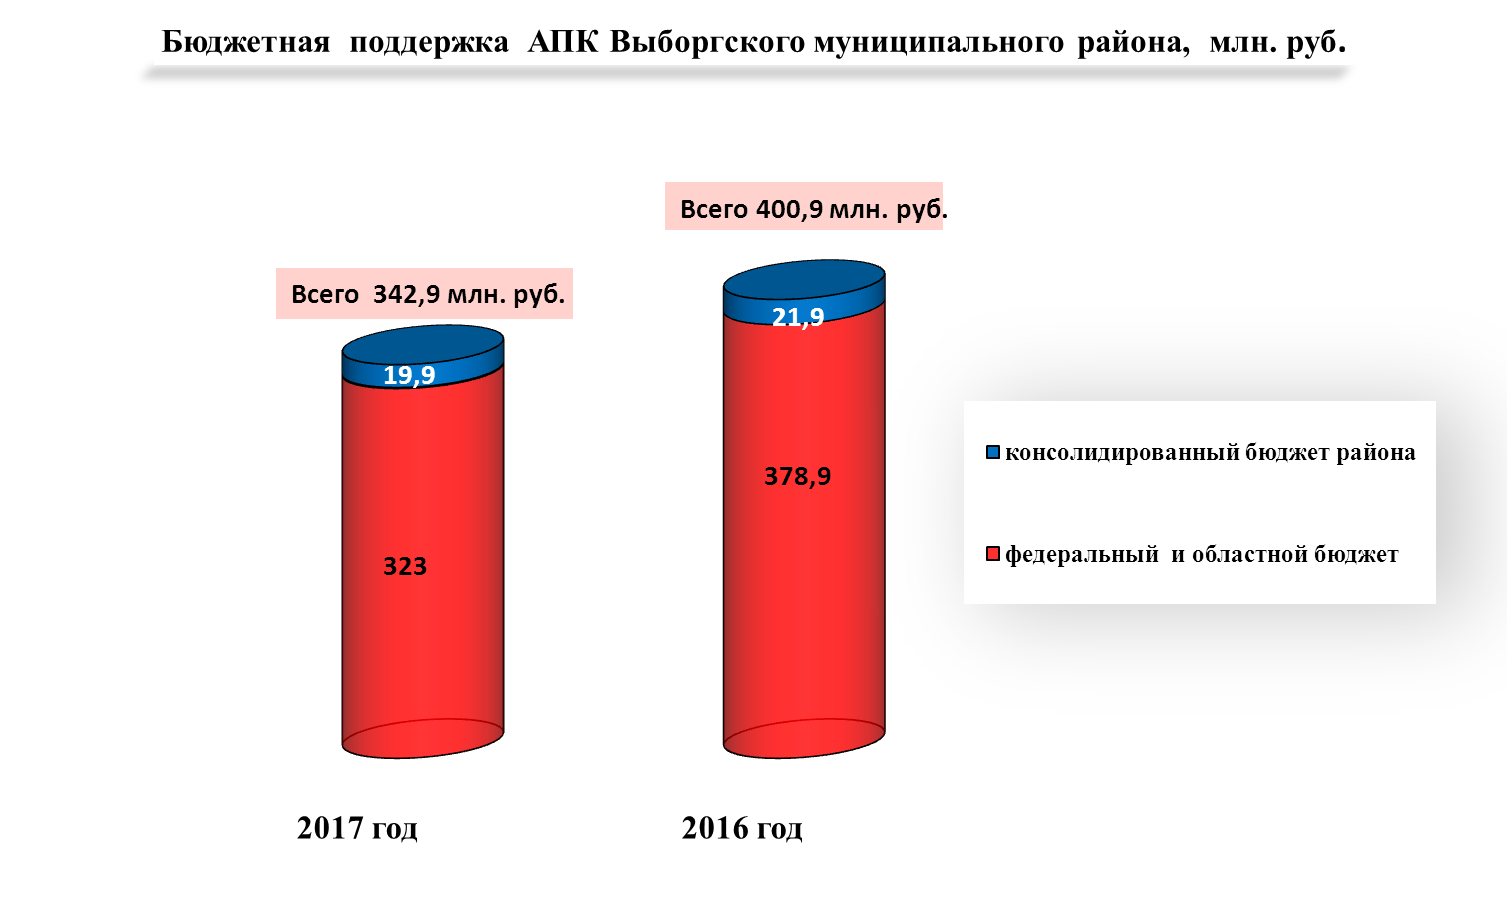 Бюджетная поддержка АПК Выборгского муниципального района, млн. руб.
Всего 400,9 млн. руб.
Всего 342,9 млн. руб.
21,9
19,9
консолидированный бюджет района
378,9
федеральный и областной бюджет
323
2017 год
2016 год